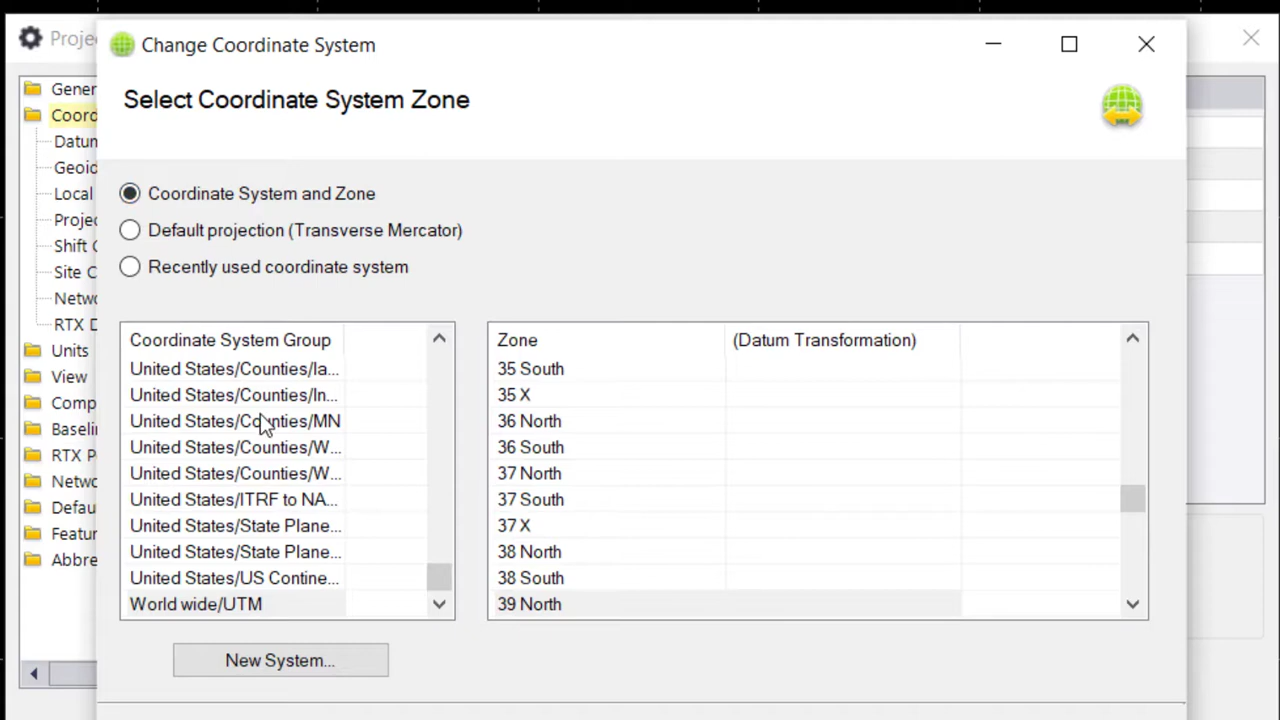 Projec
Change Coordinate System
Select Coordinate System Zone
Gener
Coord
Datum
Geoid
Local
Projec
Shift G
Site C
Netwo
RTX D
Units
View
Comp
Baselin
RTX P
Netwo
Defau
Featur
Abbre
Coordinate System and Zone
Default projection (Transverse Mercator)
Recently used coordinate system
Coordinate System Group
United States/Counties/Ia...
United States/Counties/In...
United States/Counties/MN
United States/Counties/W...
United States/Counties/W...
United States/ITRF to NA...
United States/State Plane...
United States/State Plane...
United States/US Contine...
World wide/UTM
Zone (Datum Transformation)
35 South
35 X
36 North
36 South
37 North
37 South
37 X
38 North
38 South
39 North
New System...